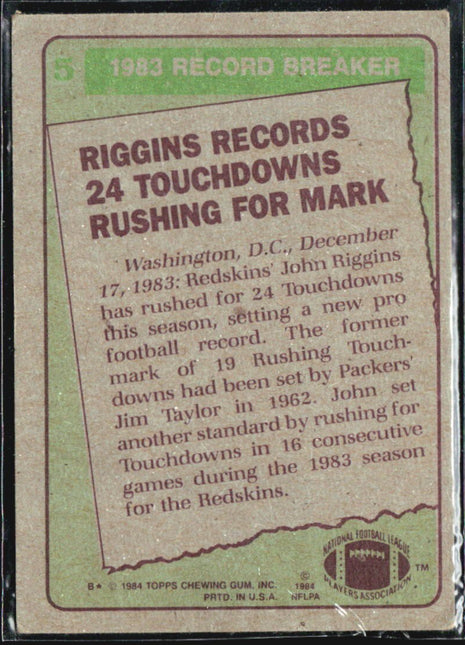 5
1983 RECORD BREAKER
RIGGINS RECORDS
24 TOUCHDOWNS
RUSHING FOR MARK
Washington, D.C., December
17, 1983: Redskins' John Riggins
has rushed for 24 Touchdowns
this season, setting a new pro
football record. The former
mark of 19 Rushing Touch-
downs had been set by Packers'
Jim Taylor in 1962. John set
another standard by rushing for
Touchdowns in 16 consecutive
games during the 1983 season
for the Redskins.
NATIONAL FOOTBALL LEAGUE
PLAYERS ASSOCIATION
TM
B* © 1984 TOPPS CHEWING GUM, INC.
PRTD. IN U.S.A.
©
1984
NFLPA